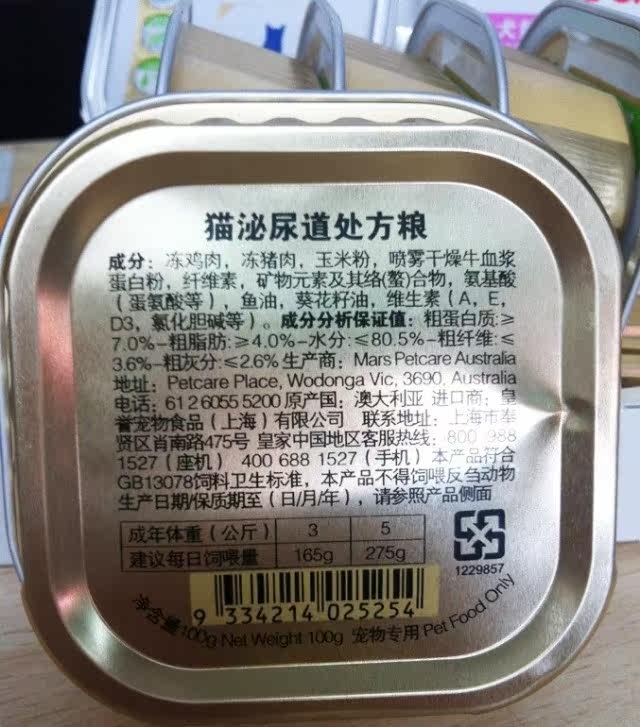 猫泌尿道处方粮
成分：冻鸡肉，冻猪肉，玉米粉，喷雾干燥牛血浆
蛋白粉，纤维素，矿物元素及其络(螯)合物，氨基酸
（蛋氨酸等），鱼油，葵花籽油，维生素（A，E，
D3，氯化胆碱等）。成分分析保证值：粗蛋白质:≥
7.0%-粗脂肪:≥4.0%-水分:≤80.5%-粗纤维:≤
3.6%-粗灰分:≤2.6% 生产商：Mars Petcare Australia
地址：Petcare Place, Wodonga Vic, 3690, Australia
电话：61 2 6055 5200 原产国：澳大利亚 进口商：皇
誉宠物食品（上海）有限公司 联系地址：上海市奉
贤区肖南路475号 皇家中国地区客服热线：800 988
1527（座机） 400 688 1527（手机）本产品符合
GB13078饲料卫生标准，本产品不得饲喂反刍动物
生产日期/保质期至（日/月/年），请参照产品侧面
成年体重（公斤） 3 5
建议每日饲喂量 165g 275g
1229857
9 334214 025254
净含量100g Net Weight 100g 宠物专用 Pet Food Only